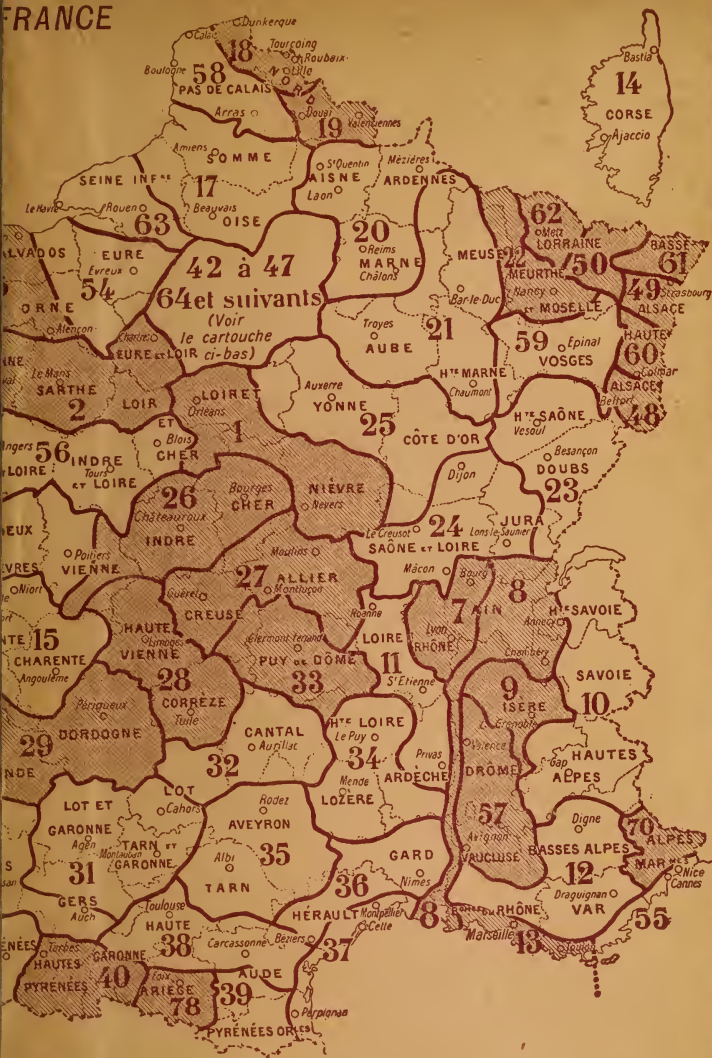 FRANCE
Dunkerque
Calais
18
Tourcoing
Roubaix
Lille
Boulogne
58
PAS DE CALAIS
NORD
Arras
Douai
19
Valenciennes
Bastia
14
CORSE
Ajaccio
Amiens
SOMME
St Quentin
AISNE
Laon
Mézières
ARDENNES
SEINE INFRE
17
Le Havre
Rouen
63
Beauvais
OISE
20
Reims
MARNE
Châlons
MEUSE
22
62
Metz
LORRAINE
50
BASSE
61
49
Strasbourg
ALSACE
MEURTHE
Nancy
ET MOSELLE
ALVADOS
EURE
Evreux
54
42 à 47
64 et suivants
(Voir
le cartouche
ci-bas)
Bar-le-Duc
ORNE
Alençon
Chartres
EURE ET LOIR
Troyes
AUBE
21
59
Epinal
VOSGES
HAUTE
60
Colmar
ALSACE
Belfort
48
HTE MARNE
Chaumont
Le Mans
SARTHE
2
LOIR
ET
CHER
Blois
LOIRET
Orléans
1
Auxerre
YONNE
25
CÔTE D'OR
HTE SAÔNE
Vesoul
Besançon
DOUBS
23
Angers
56
LOIRE
INDRE
Tours
ET LOIRE
Dijon
26
Châteauroux
INDRE
Bourges
CHER
NIÈVRE
Nevers
Le Creusot
24
SAÔNE ET LOIRE
JURA
Lons le Saunier
Mâcon
Poitiers
VIENNE
Niort
Moulins
27
ALLIER
Montluçon
Guéret
CREUSE
Bourg
7
AIN
8
HTE SAVOIE
Annecy
15
CHARENTE
Angoulême
HAUTE
Limoges
VIENNE
Roanne
LOIRE
11
St Etienne
Lyon
RHÔNE
Chambéry
SAVOIE
10
Clermont Ferrand
PUY DE DÔME
33
28
CORRÈZE
Tulle
9
ISÈRE
Grenoble
Périgueux
DORDOGNE
29
CANTAL
Aurillac
32
HTE LOIRE
Le Puy
34
Privas
ARDÈCHE
Valence
DRÔME
57
Gap
HAUTES
ALPES
Mende
LOZERE
LOT
Cahors
LOT ET
GARONNE
Agen
31
Montauban
TARN ET
GARONNE
Rodez
AVEYRON
35
Albi
TARN
Avignon
VAUCLUSE
Digne
BASSES ALPES
12
70
ALPES
MARMES
Nice
Cannes
GARD
36
Nîmes
GERS
Auch
Toulouse
HAUTE
38
GARONNE
HÉRAULT
Montpellier
Cette
Béziers
37
8
BCHES DU RHÔNE
Marseille
13
Draguignan
VAR
55
Toulon
Tarbes
HAUTES
40
PYRÉNÉES
Foix
ARIÈGE
78
Carcassonne
AUDE
39
Perpignan
PYRÉNÉES ORLES